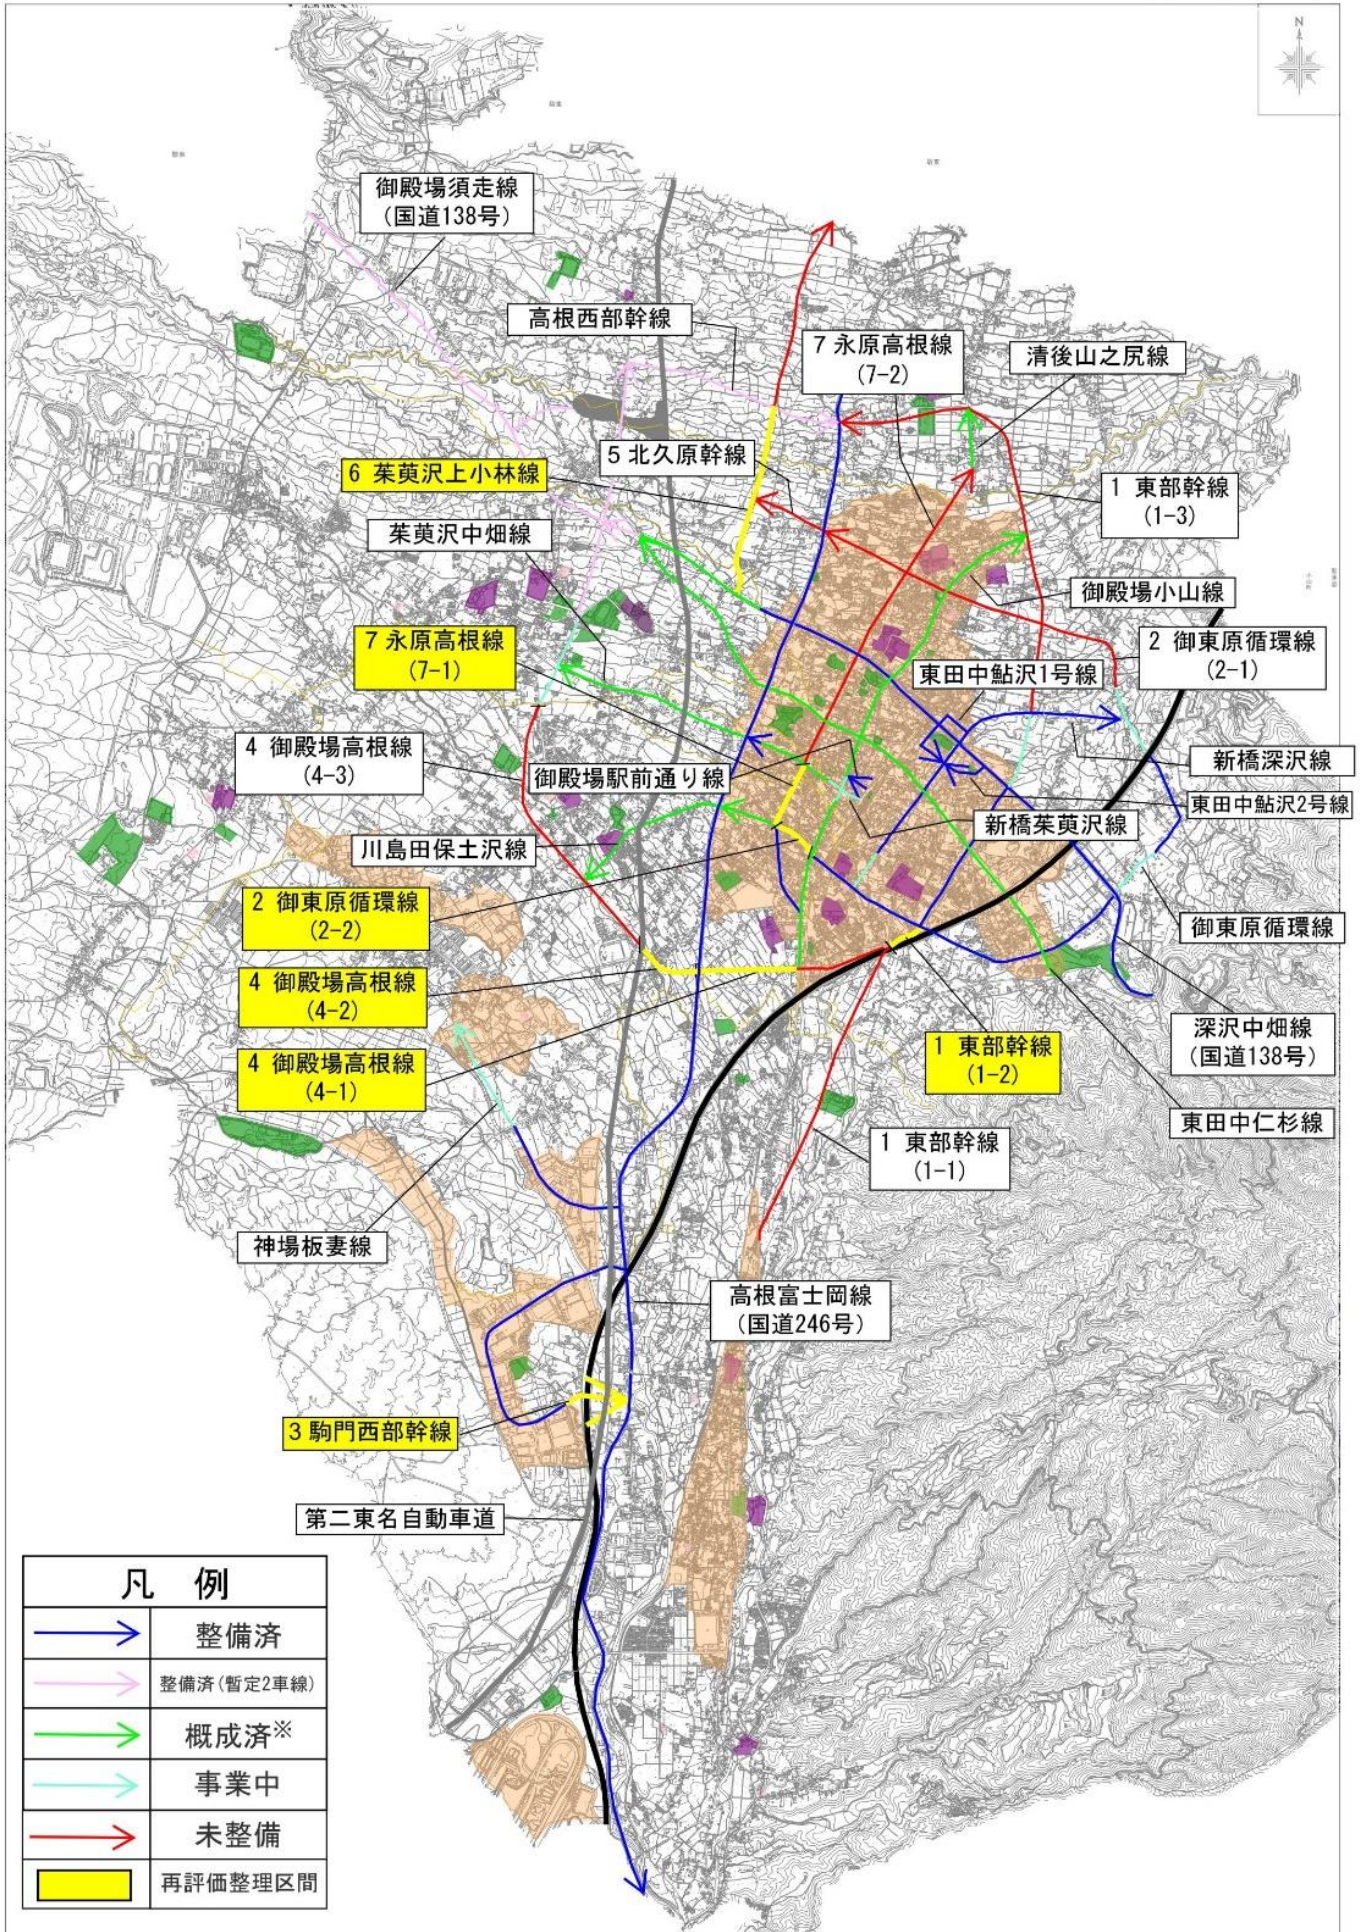 N
御殿場須走線
(国道138号)
高根西部幹線
7 永原高根線
(7-2)
清後山之尻線
5 北久原幹線
6 茱萸沢上小林線
1 東部幹線
(1-3)
茱萸沢中畑線
御殿場小山線
7 永原高根線
(7-1)
2 御東原循環線
(2-1)
東田中鮎沢1号線
4 御殿場高根線
(4-3)
御殿場駅前通り線
新橋深沢線
東田中鮎沢2号線
新橋茱萸沢線
川島田保土沢線
2 御東原循環線
(2-2)
御東原循環線
4 御殿場高根線
(4-2)
深沢中畑線
(国道138号)
1 東部幹線
(1-2)
4 御殿場高根線
(4-1)
東田中仁杉線
1 東部幹線
(1-1)
神場板妻線
高根富士岡線
(国道246号)
3 駒門西部幹線
第二東名自動車道
凡 例
整備済
整備済(暫定2車線)
概成済※
事業中
未整備
再評価整理区間